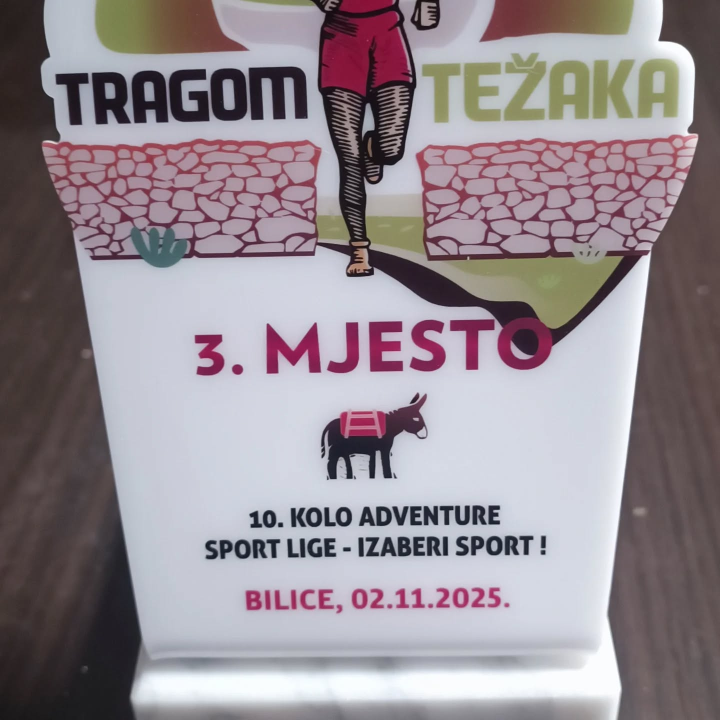 TRAGOM TEŽAKA
3. MJESTO
10. KOLO ADVENTURE
SPORT LIGE - IZABERI SPORT !
BILICE, 02.11.2025.